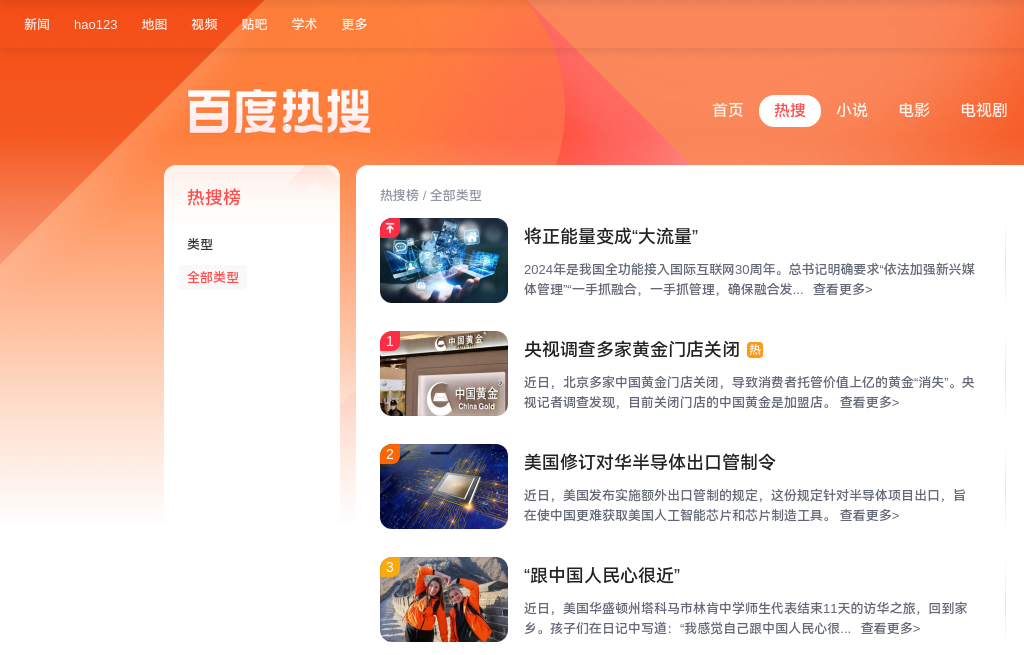 新闻 hao123 地图 视频 贴吧 学术 更多
百度热搜
首页 热搜 小说 电影 电视剧
热搜榜
类型
全部类型
热搜榜 / 全部类型
将正能量变成“大流量”
2024年是我国全功能接入国际互联网30周年。总书记明确要求“依法加强新兴媒
体管理”“一手抓融合，一手抓管理，确保融合发... 查看更多>
1
中国黄金
中国黄金
China Gold
央视调查多家黄金门店关闭 热
近日，北京多家中国黄金门店关闭，导致消费者托管价值上亿的黄金“消失”。央
视记者调查发现，目前关闭门店的中国黄金是加盟店。 查看更多>
2
美国修订对华半导体出口管制令
近日，美国发布实施额外出口管制的规定，这份规定针对半导体项目出口，旨
在使中国更难获取美国人工智能芯片和芯片制造工具。 查看更多>
3
“跟中国人民心很近”
近日，美国华盛顿州塔科马市林肯中学师生代表结束11天的访华之旅，回到家
乡。孩子们在日记中写道：“我感觉自己跟中国人民心很... 查看更多>